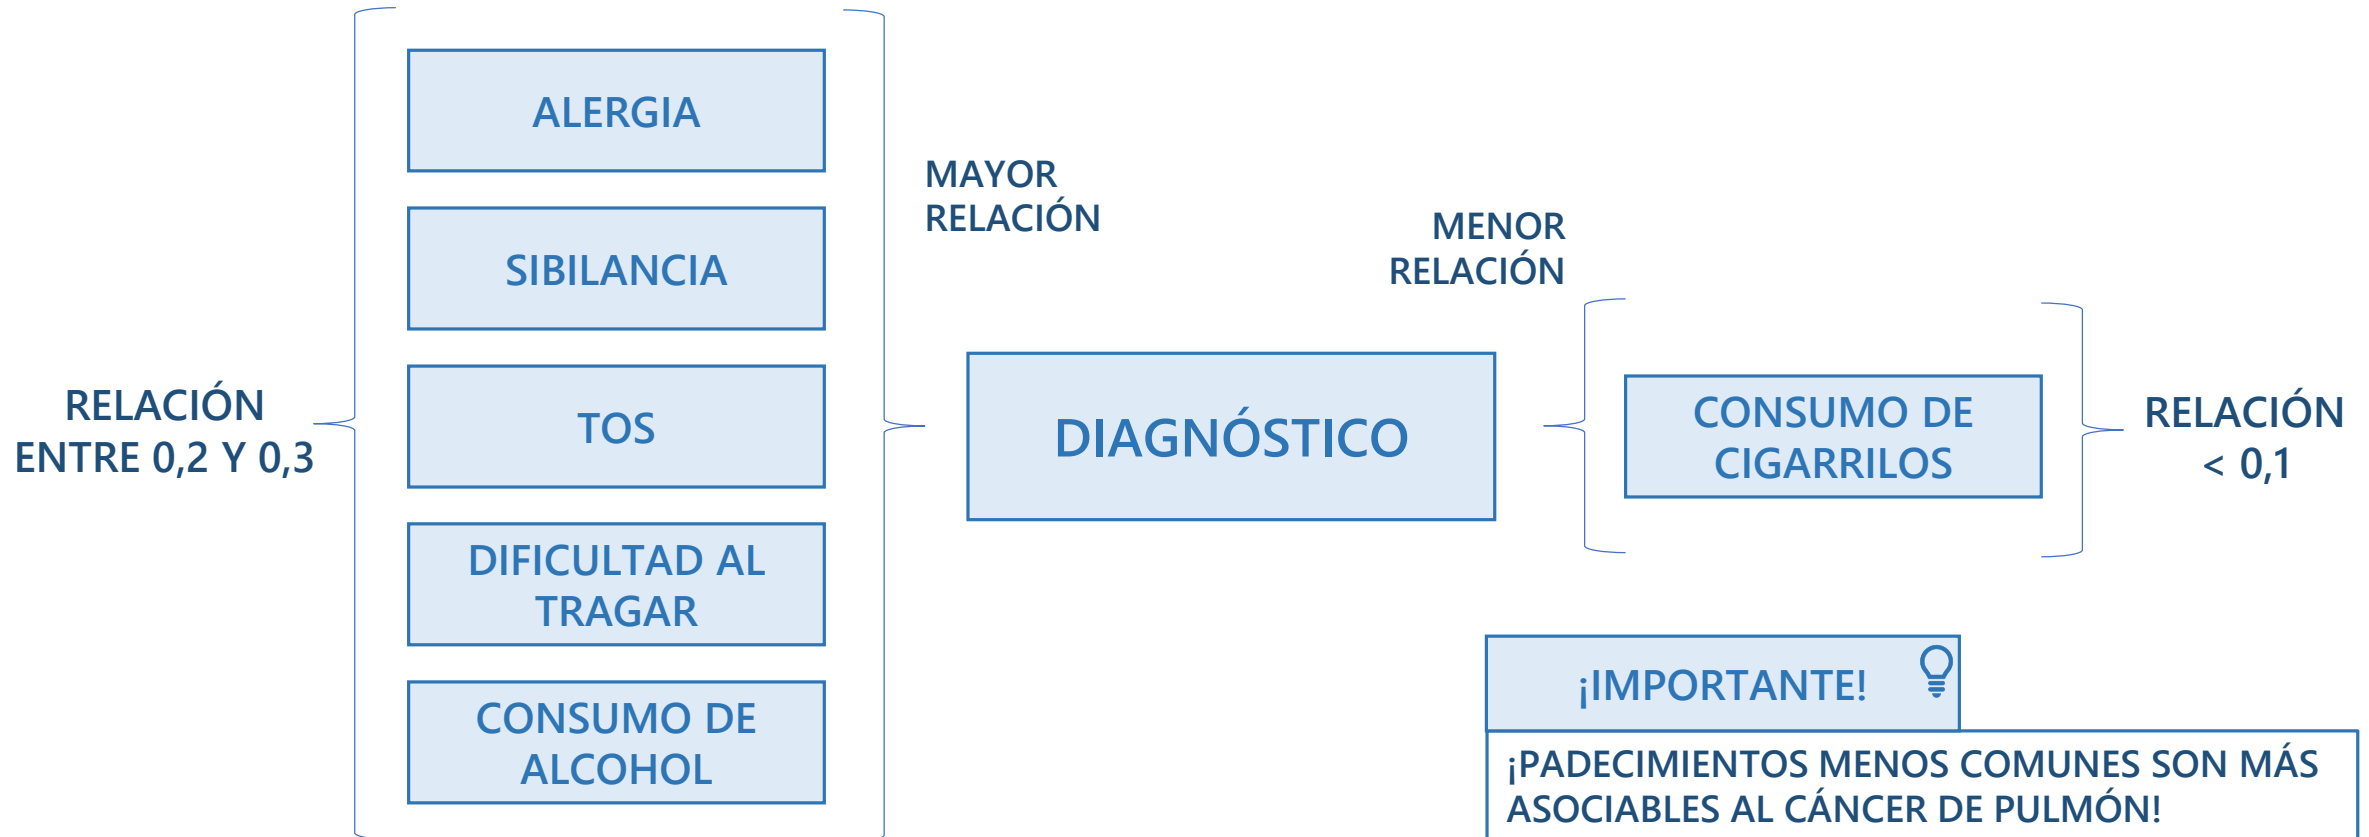 RELACIÓN
ENTRE 0,2 Y 0,3
ALERGIA
SIBILANCIA
TOS
DIFICULTAD AL
TRAGAR
CONSUMO DE
ALCOHOL
MAYOR
RELACIÓN
DIAGNÓSTICO
MENOR
RELACIÓN
CONSUMO DE
CIGARRILOS
RELACIÓN
< 0,1
¡IMPORTANTE!
¡PADECIMIENTOS MENOS COMUNES SON MÁS
ASOCIABLES AL CÁNCER DE PULMÓN!